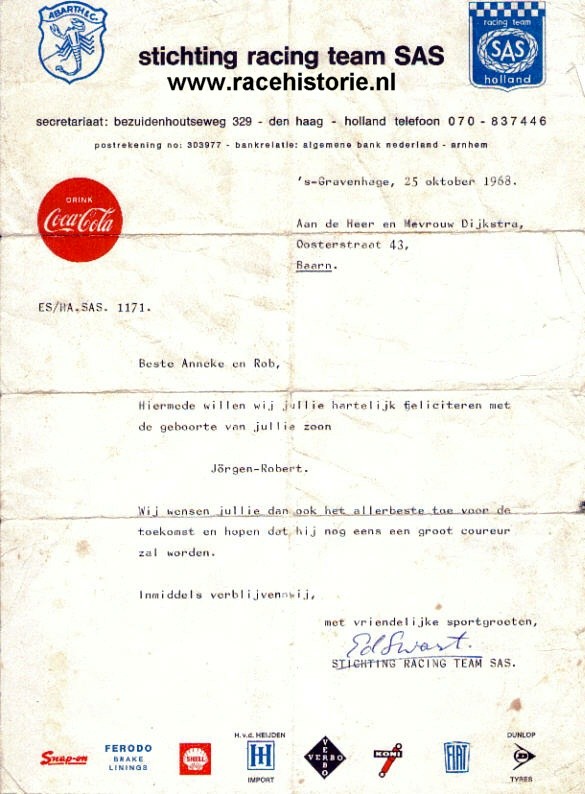 ABARTH & C.
stichting racing team SAS
racing team
SAS
holland
www.racehistorie.nl
secretariaat: bezuidenhoutseweg 329 - den haag - holland telefoon 070 - 837446
postrekening no: 303977 - bankrelatie: algemene bank nederland - arnhem
's-Gravenhage, 25 oktober 1968.
DRINK
Coca-Cola
Aan de Heer en Mevrouw Dijkstra,
Oosterstraat 43,
Baarn.
ES/HA.SAS. 1171.
Beste Anneke en Rob,
Hiermede willen wij jullie hartelijk feliciteren met
de geboorte van jullie zoon
Jörgen-Robert.
Wij wensen jullie dan ook het allerbeste toe voor de
toekomst en hopen dat hij nog eens een groot coureur
zal worden.
Inmiddels verblijven wij,
met vriendelijke sportgroeten,
Ed Swart.
STICHTING RACING TEAM SAS.
Snap-on
FERODO
BRAKE
LININGS
SHELL
H.v.d. HEIJDEN
H
IMPORT
VERBO
VERBO
KONI
FIAT
DUNLOP
D
TYRES